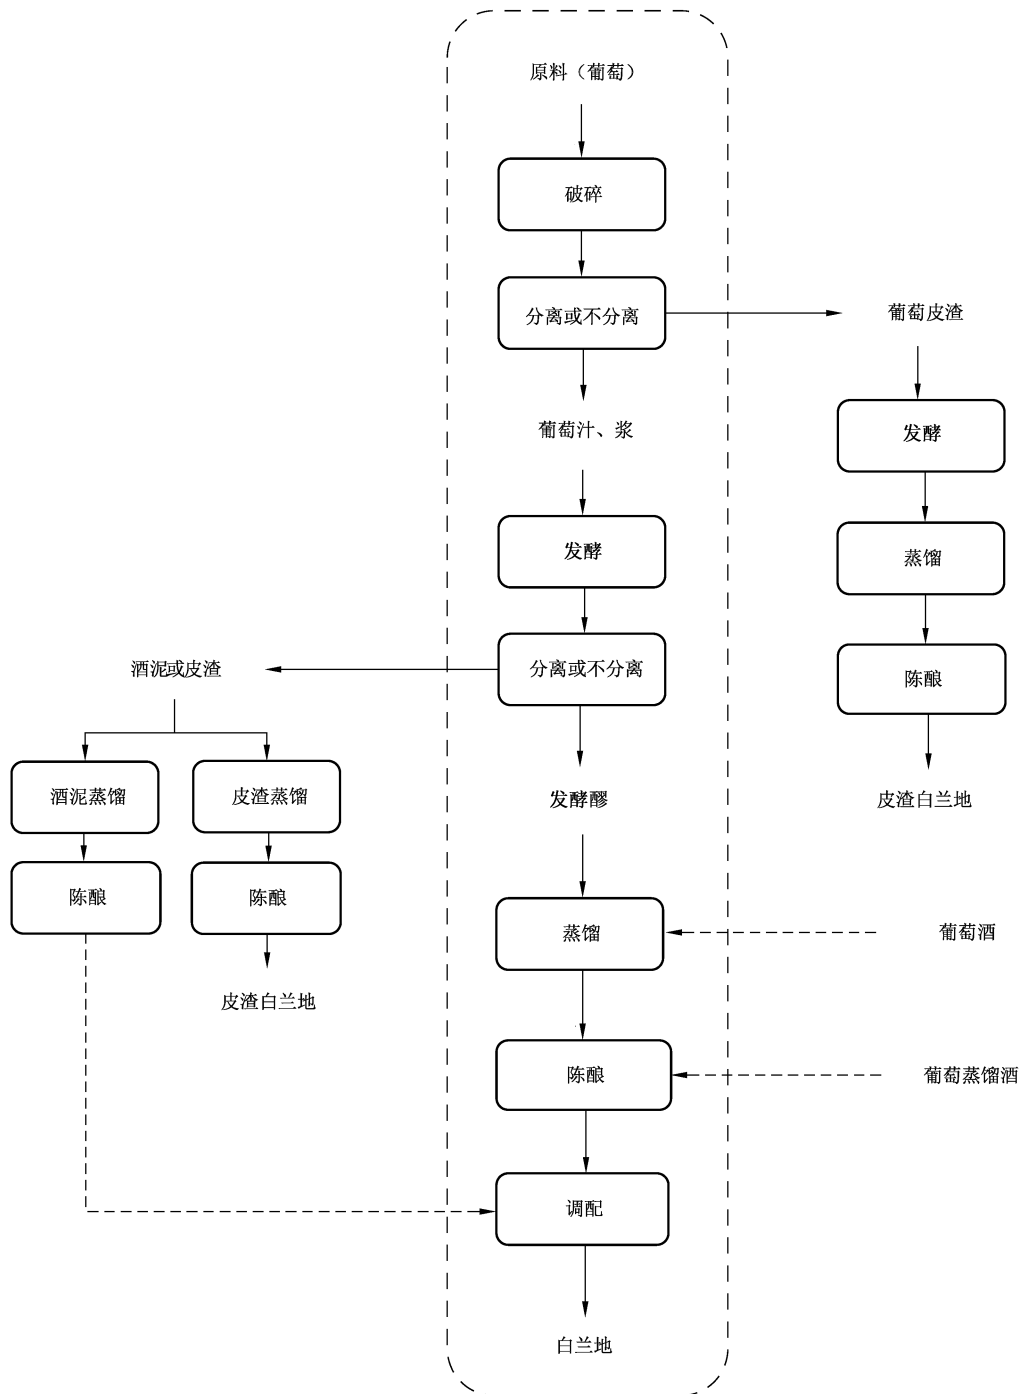 原料（葡萄）
破碎
分离或不分离
葡萄皮渣
葡萄汁、浆
发酵
蒸馏
陈酿
皮渣白兰地
发酵
分离或不分离
酒泥或皮渣
酒泥蒸馏
皮渣蒸馏
陈酿
陈酿
皮渣白兰地
发酵醪
蒸馏
葡萄酒
陈酿
葡萄蒸馏酒
调配
白兰地